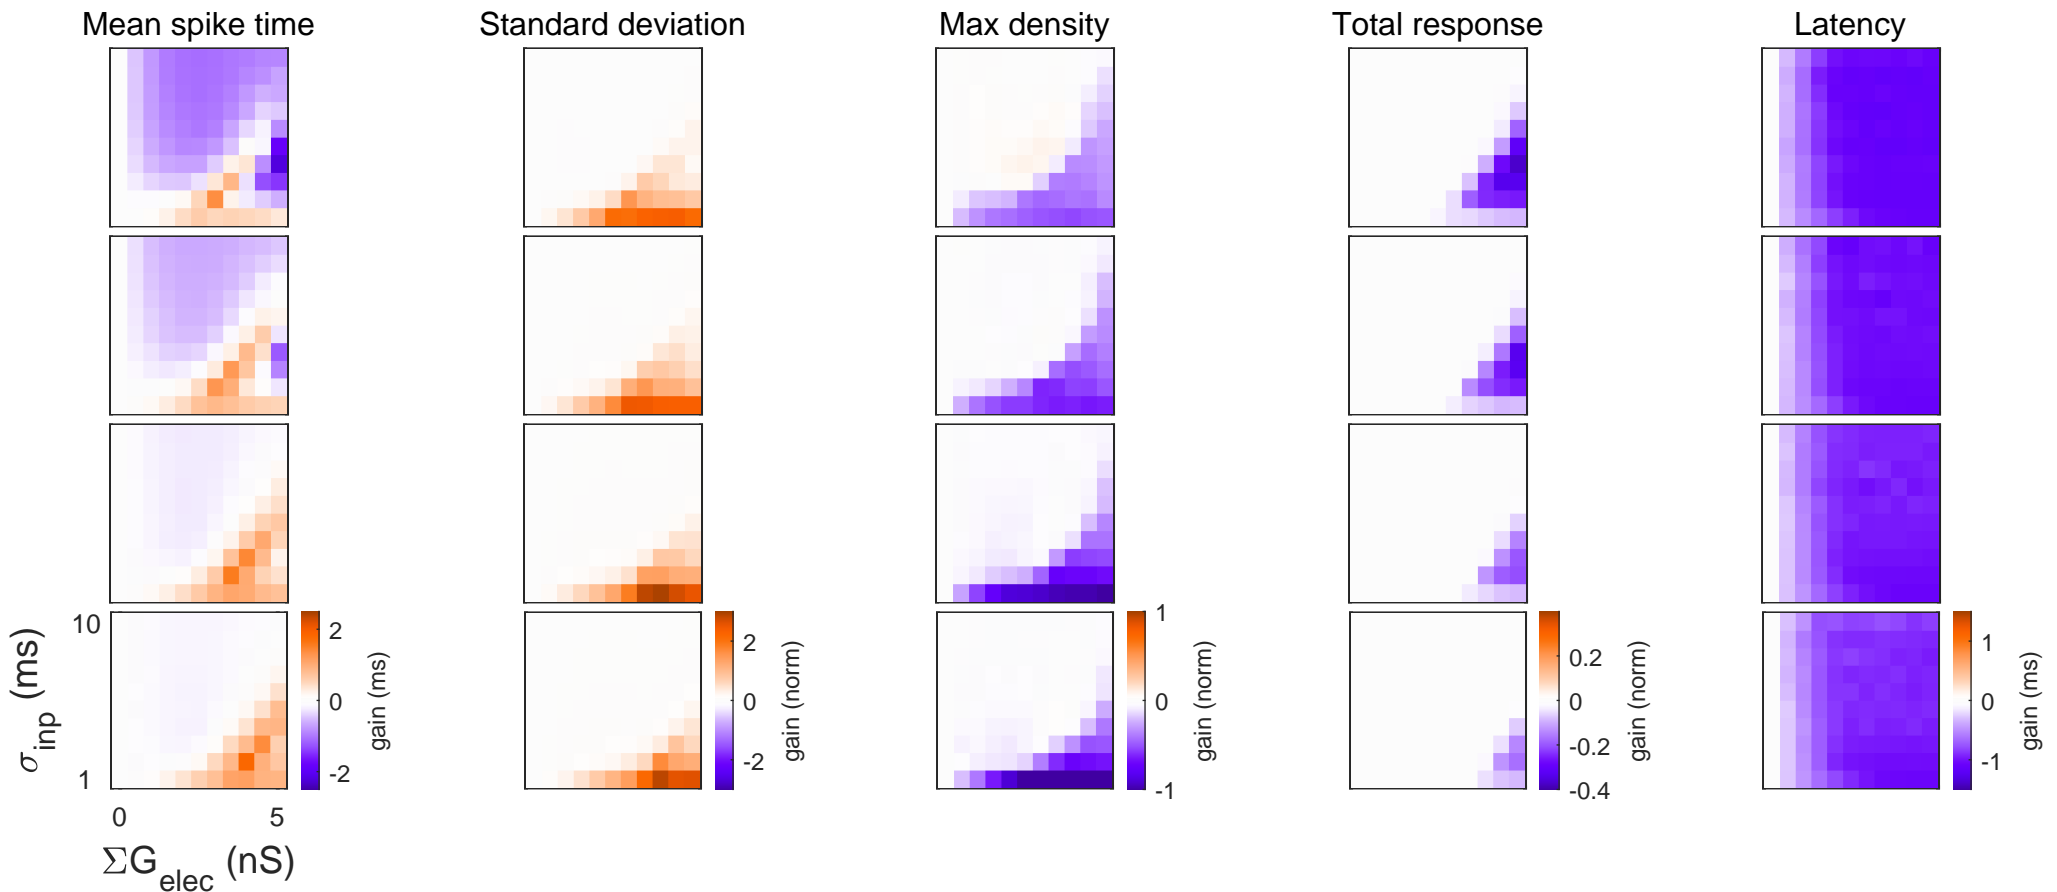 Mean spike time
Standard deviation
Max density
Total response
Latency
10
1
σinp (ms)
0
5
ΣGelec (nS)
2
0
-2
gain (ms)
2
0
-2
gain (norm)
1
0
-1
gain (norm)
0.2
0
-0.2
-0.4
gain (norm)
1
0
-1
gain (ms)